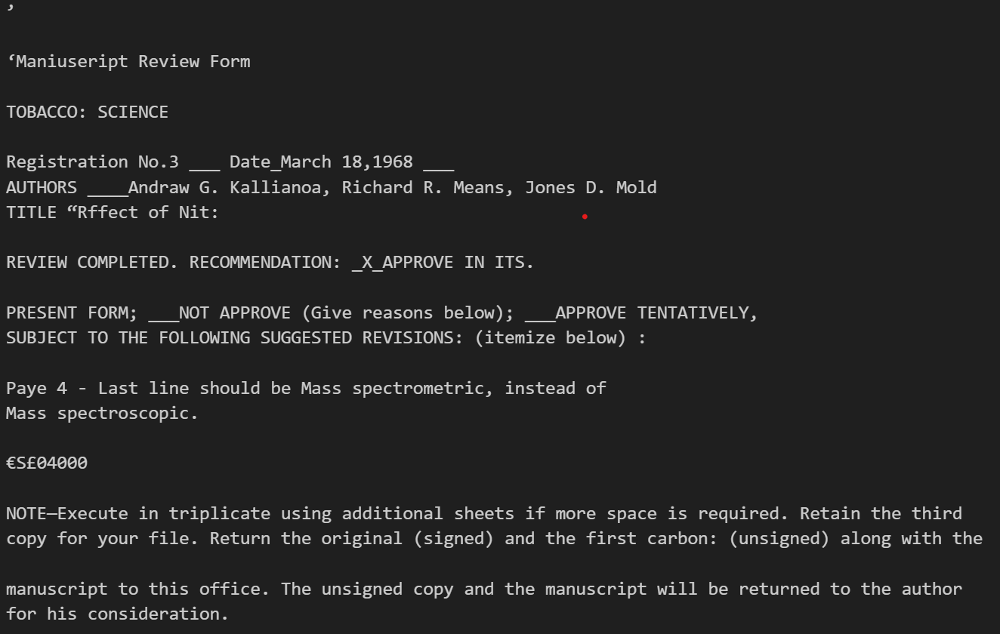 ’
‘Maniuseript Review Form
TOBACCO: SCIENCE
Registration No.3 ___ Date_March 18,1968 ___
AUTHORS ____Andraw G. Kallianoa, Richard R. Means, Jones D. Mold
TITLE “Rffect of Nit:
REVIEW COMPLETED. RECOMMENDATION: _X_APPROVE IN ITS.
PRESENT FORM; ___NOT APPROVE (Give reasons below); ___APPROVE TENTATIVELY,
SUBJECT TO THE FOLLOWING SUGGESTED REVISIONS: (itemize below) :
Paye 4 - Last line should be Mass spectrometric, instead of
Mass spectroscopic.
€S£04000
NOTE—Execute in triplicate using additional sheets if more space is required. Retain the third
copy for your file. Return the original (signed) and the first carbon: (unsigned) along with the
manuscript to this office. The unsigned copy and the manuscript will be returned to the author
for his consideration.